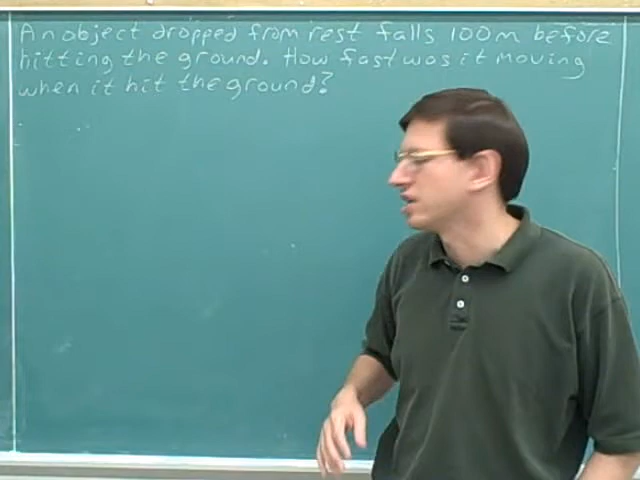 An object dropped from rest falls 100m before
hitting the ground. How fast was it moving
when it hit the ground?